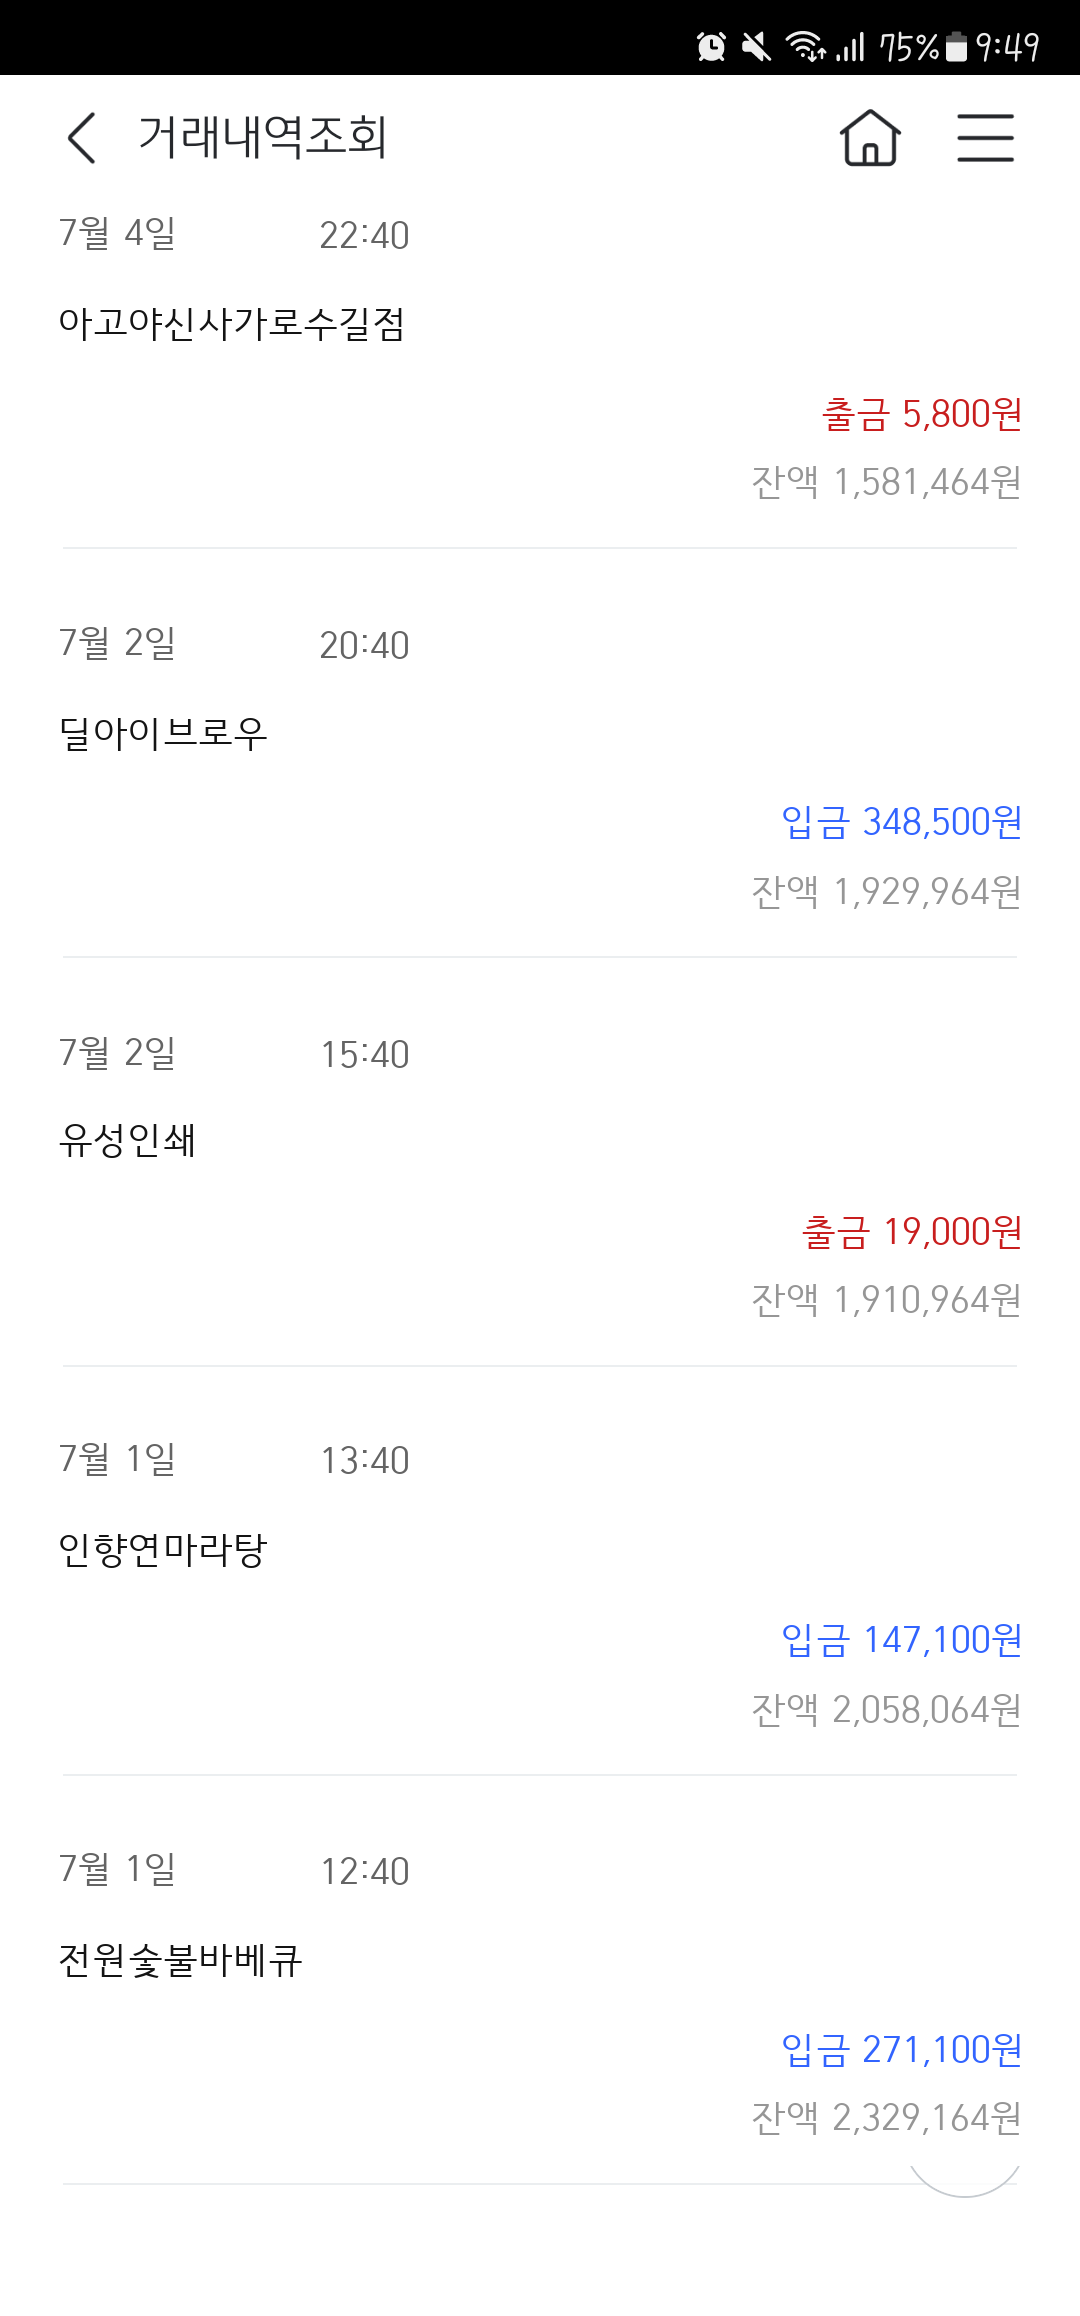 75% 9:49
거래내역조회
7월 4일 22:40
아고야신사가로수길점
출금 5,800원
잔액 1,581,464원
7월 2일 20:40
딜아이브로우
입금 348,500원
잔액 1,929,964원
7월 2일 15:40
유성인쇄
출금 19,000원
잔액 1,910,964원
7월 1일 13:40
인향연마라탕
입금 147,100원
잔액 2,058,064원
7월 1일 12:40
전원숯불바베큐
입금 271,100원
잔액 2,329,164원